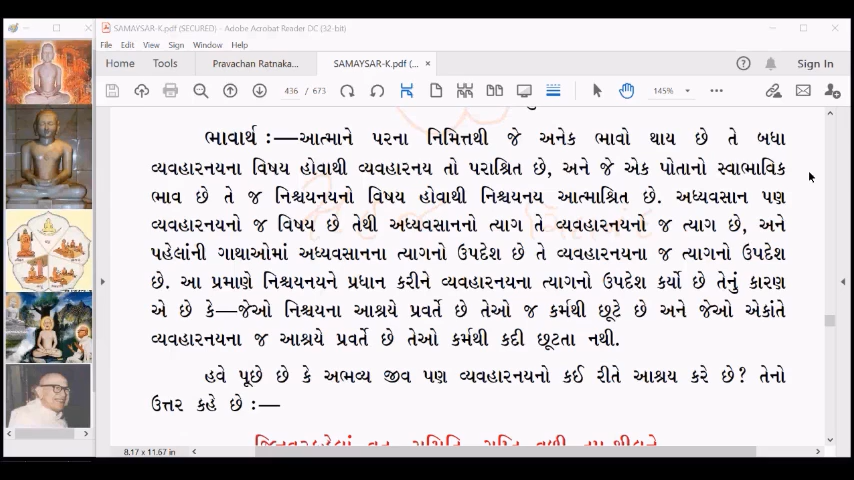 SAMAYSAR-K.pdf (SECURED) - Adobe Acrobat Reader DC (32-bit)
File Edit View Sign Window Help
Home Tools Pravachan Ratnaka... SAMAYSAR-K.pdf (... × Sign In
436 / 673 145%
ભાવાર્થ :—આત્માને પરના નિમિત્તથી જે અનેક ભાવો થાય છે તે બધા
વ્યવહારનયના વિષય હોવાથી વ્યવહારનય તો પરાશ્રિત છે, અને જે એક પોતાનો સ્વાભાવિક
ભાવ છે તે જ નિશ્ચયનયનો વિષય હોવાથી નિશ્ચયનય આત્માશ્રિત છે. અધ્યવસાન પણ
વ્યવહારનયનો જ વિષય છે તેથી અધ્યવસાનનો ત્યાગ તે વ્યવહારનયનો જ ત્યાગ છે, અને
પહેલાંની ગાથાઓમાં અધ્યવસાનના ત્યાગનો ઉપદેશ છે તે વ્યવહારનયના જ ત્યાગનો ઉપદેશ
છે. આ પ્રમાણે નિશ્ચયનયને પ્રધાન કરીને વ્યવહારનયના ત્યાગનો ઉપદેશ કર્યો છે તેનું કારણ
એ છે કે—જેઓ નિશ્ચયના આશ્રયે પ્રવર્તે છે તેઓ જ કર્મથી છૂટે છે અને જેઓ એકાંતે
વ્યવહારનયના જ આશ્રયે પ્રવર્તે છે તેઓ કર્મથી કદી છૂટતા નથી.
હવે પૂછે છે કે અભવ્ય જીવ પણ વ્યવહારનયનો કઈ રીતે આશ્રય કરે છે? તેનો
ઉત્તર કહે છે :—
8.17 x 11.67 in